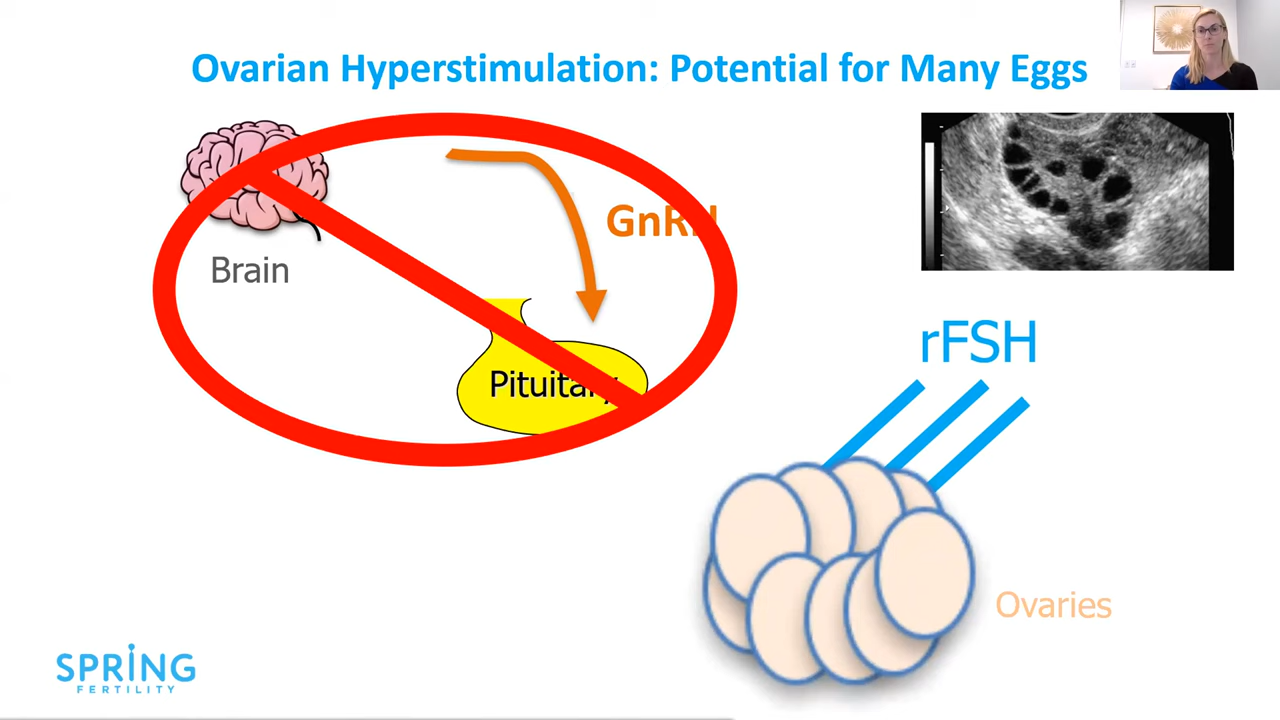 Ovarian Hyperstimulation: Potential for Many Eggs
Brain
GnRH
Pituitary
rFSH
Ovaries
SPRING
FERTILITY